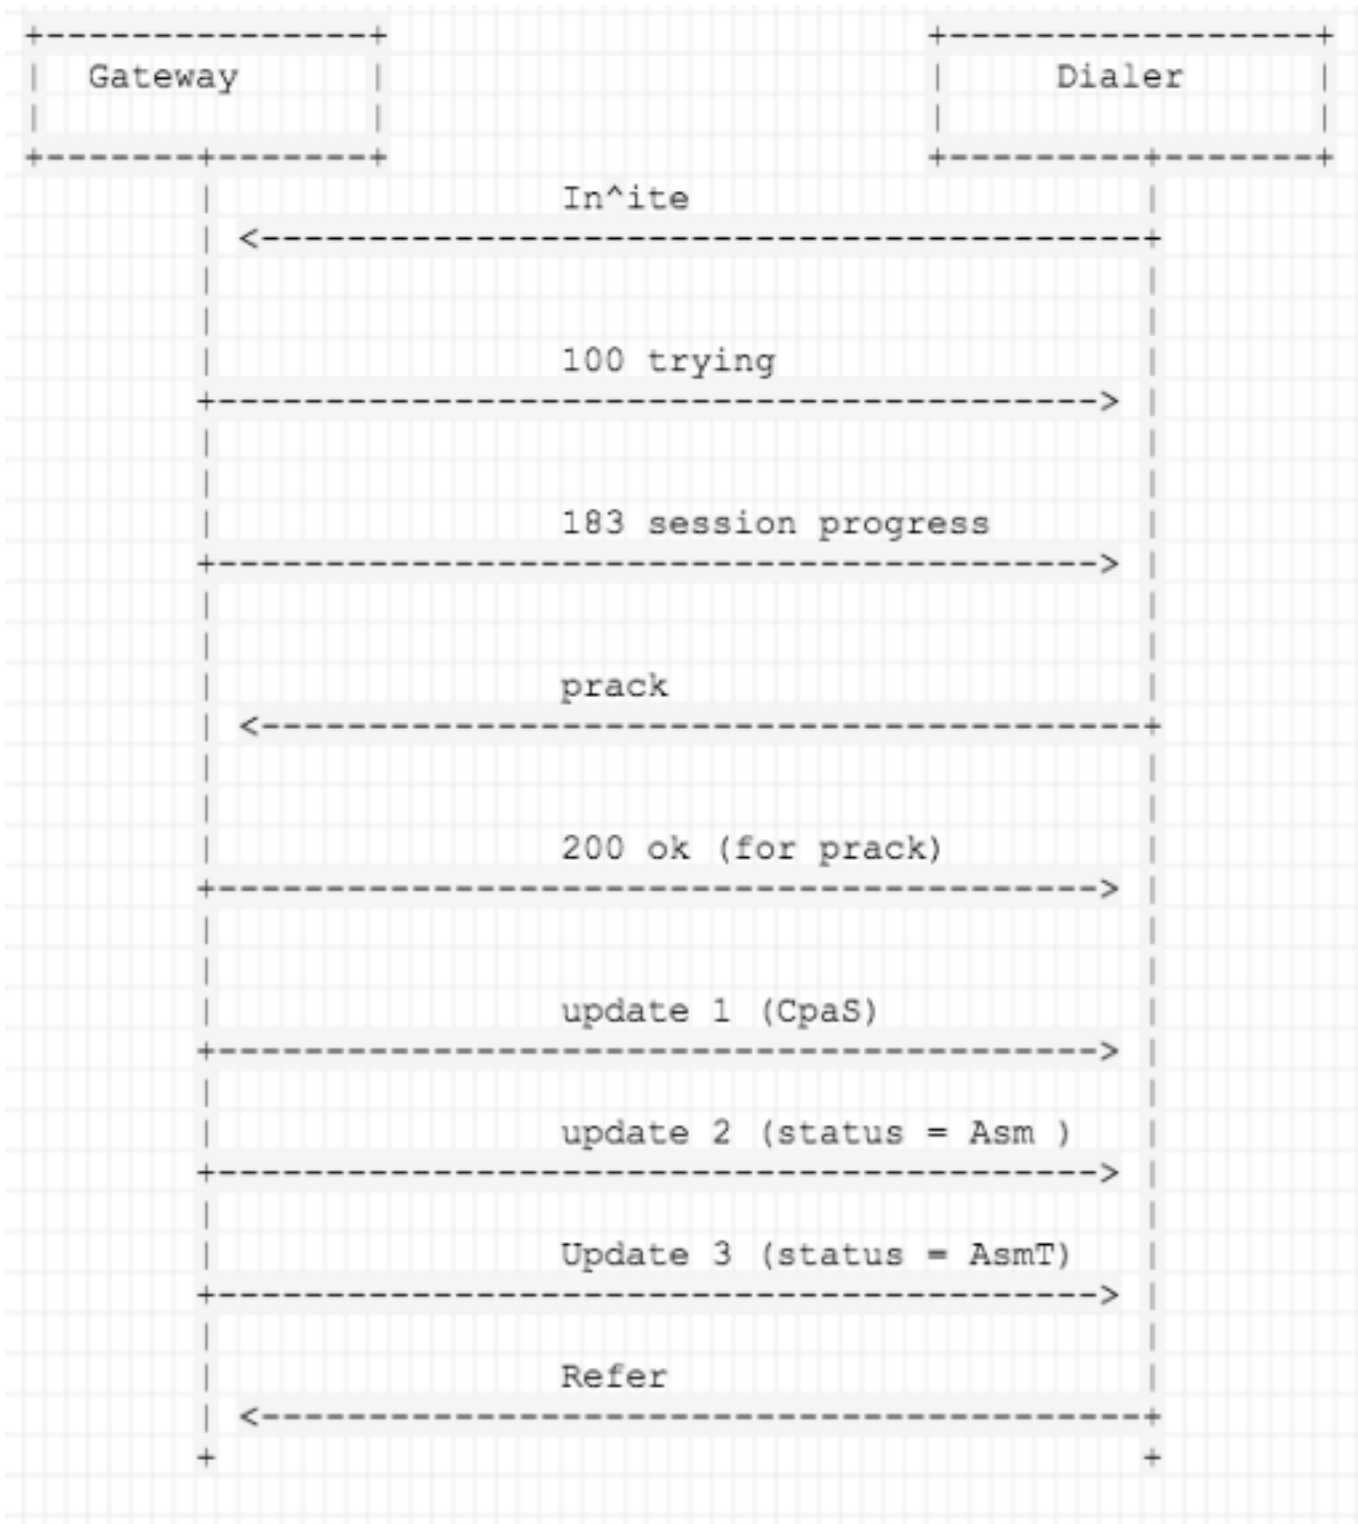 Gateway Dialer
In^ite
100 trying
183 session progress
prack
200 ok (for prack)
update 1 (CpaS)
update 2 (status = Asm )
Update 3 (status = AsmT)
Refer